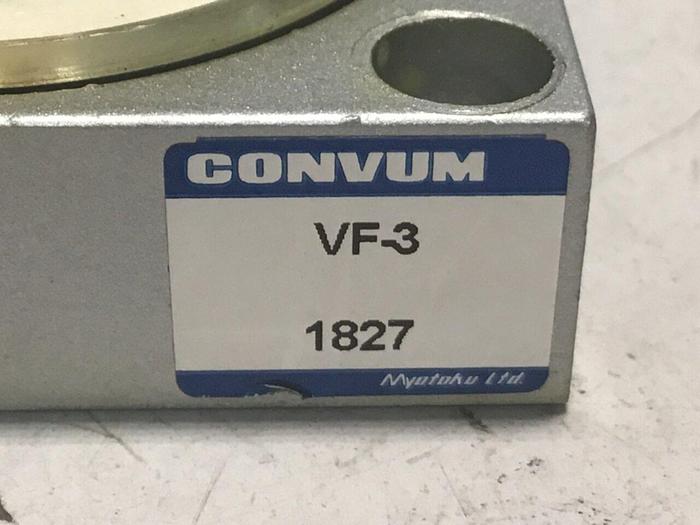 CONVUM
VF-3
1827
Myotoku Ltd.